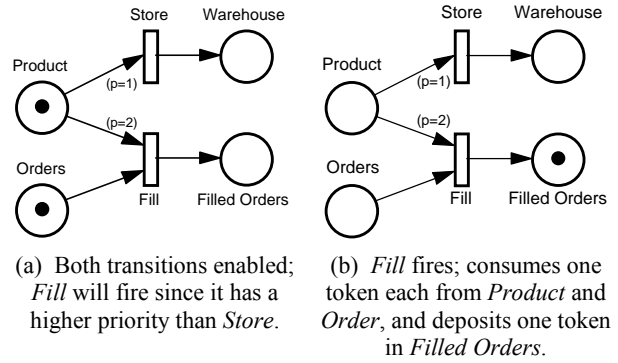 Store
Warehouse
Product
(p=1)
(p=2)
Orders
Fill
Filled Orders
(a) Both transitions enabled;
Fill will fire since it has a
higher priority than Store.
Store
Warehouse
Product
(p=1)
(p=2)
Orders
Fill
Filled Orders
(b) Fill fires; consumes one
token each from Product and
Order, and deposits one token
in Filled Orders.